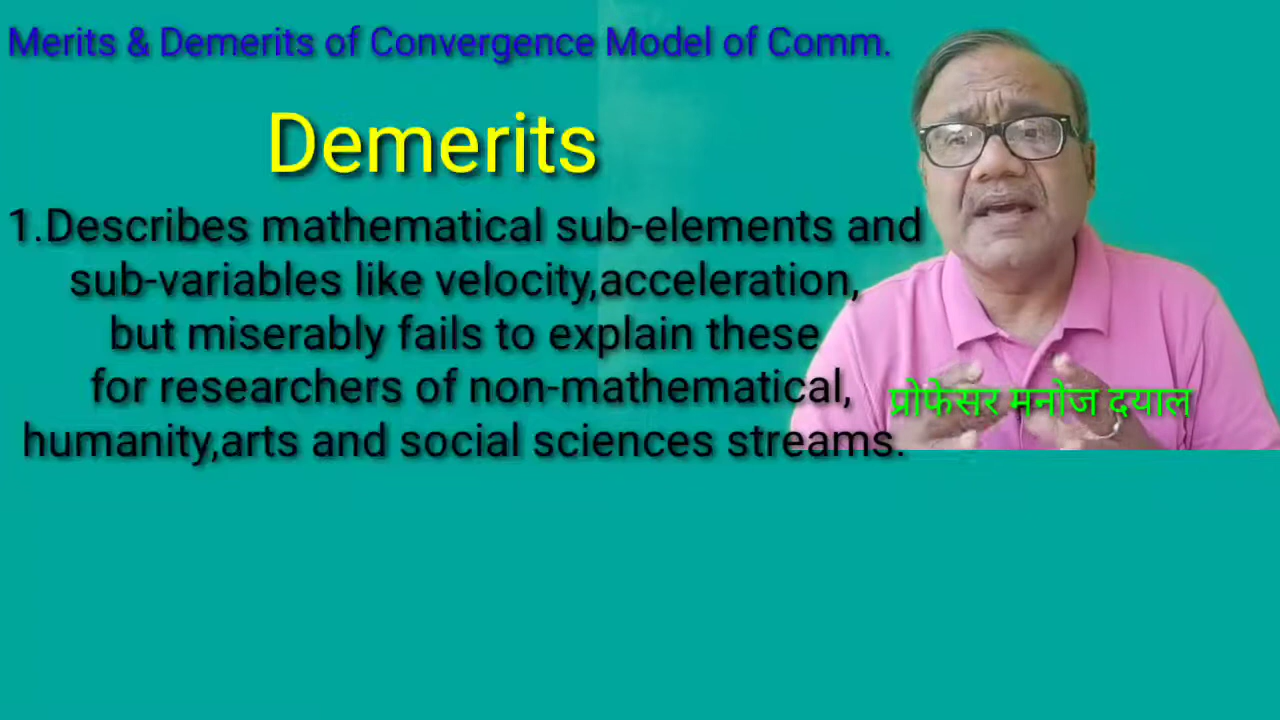 Merits & Demerits of Convergence Model of Comm.
Demerits
1.Describes mathematical sub-elements and
sub-variables like velocity,acceleration,
but miserably fails to explain these
for researchers of non-mathematical,
humanity,arts and social sciences streams.
प्रोफेसर मनोज दयाल